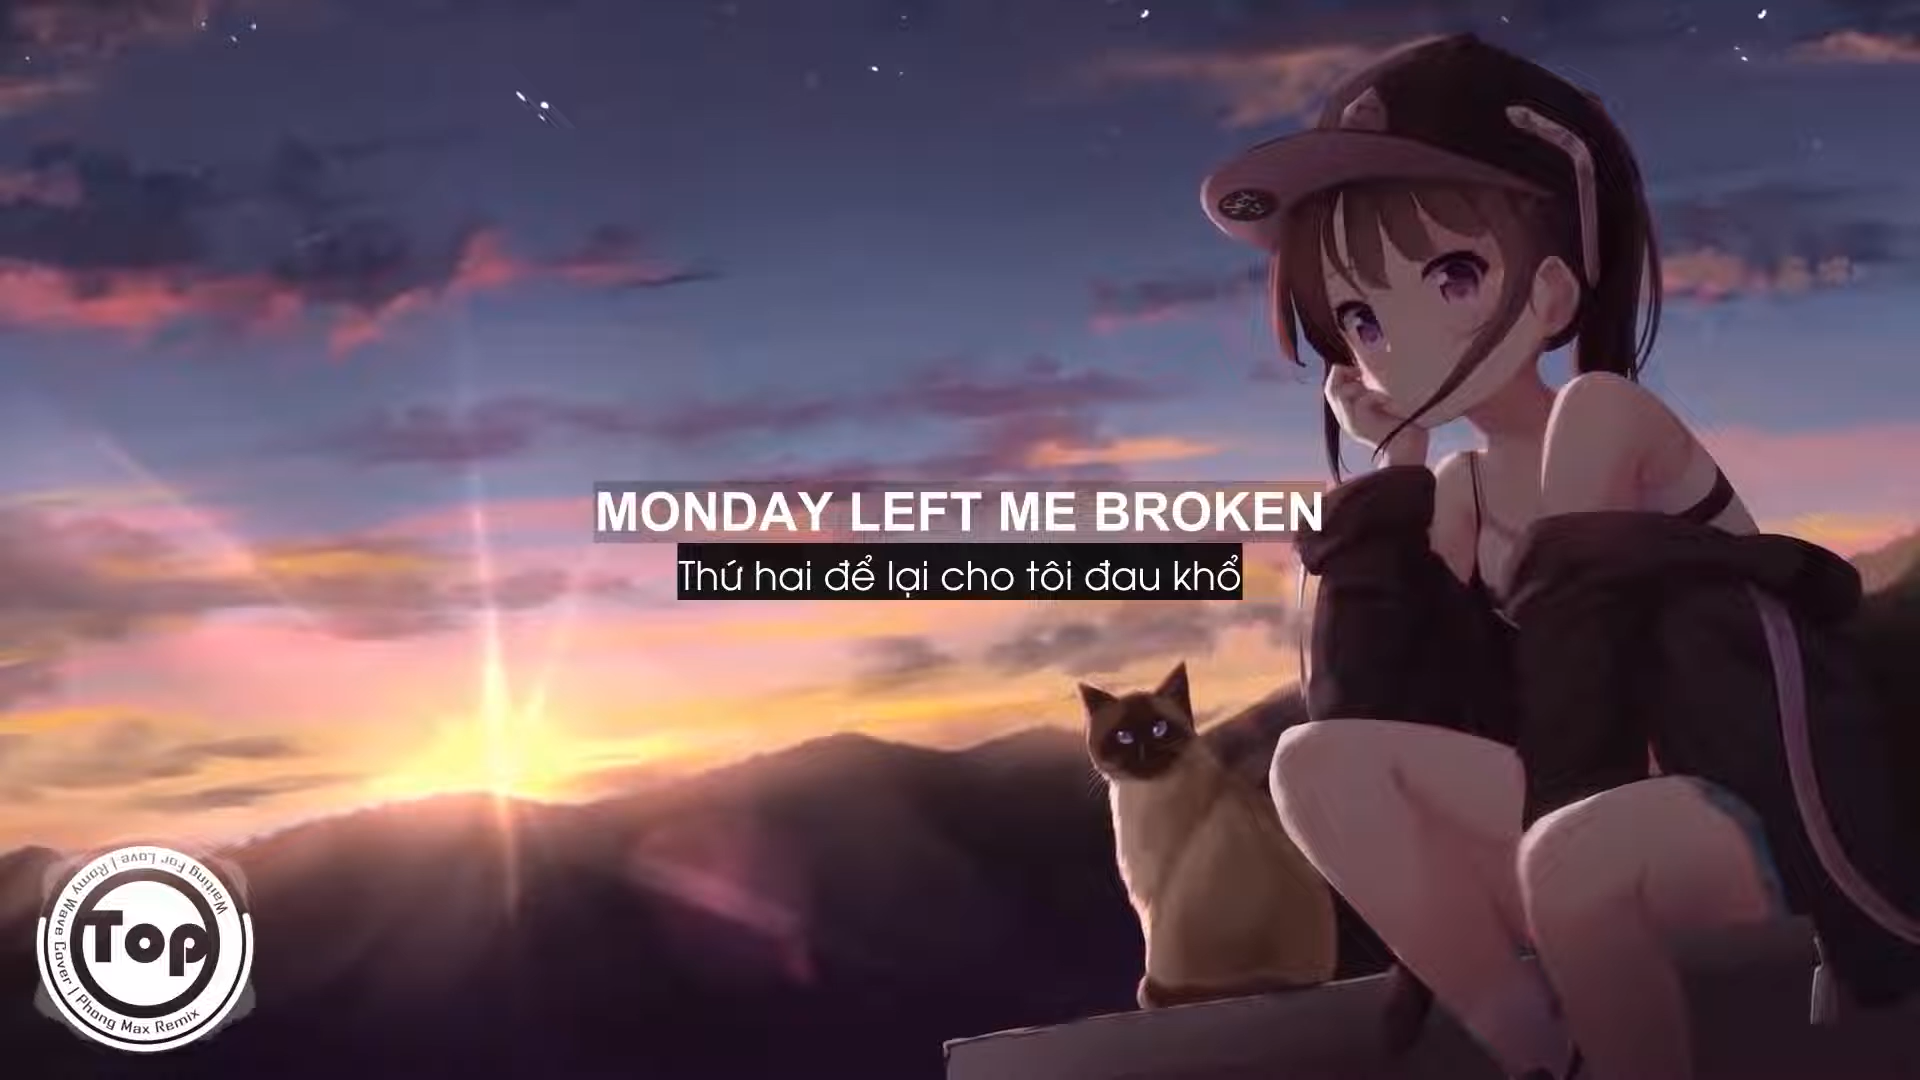 MONDAY LEFT ME BROKEN
Thứ hai để lại cho tôi đau khổ
Top
Waiting For Love | Romy Wave Cover | Phong Max Remix